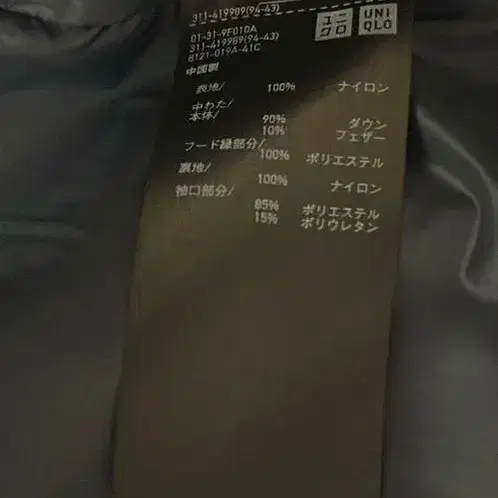 311-419989(94-43)
ユニクロ
UNIQLO
01-31-9F010A
311-419989(94-43)
8121-019A-41C
中国製
表地/ 100% ナイロン
中わた/
本体/ 90% ダウン
10% フェザー
フード縁部分/
100% ポリエステル
裏地/ 100% ナイロン
袖口部分/
85% ポリエステル
15% ポリウレタン